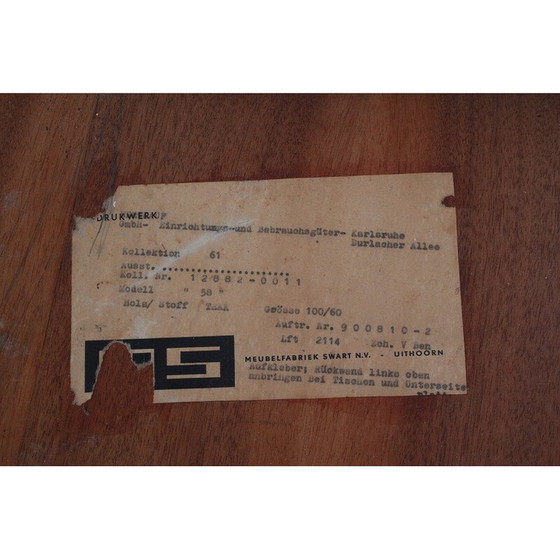 DRUKWERK
GmbH- Einrichtungs-und Gebrauchsgüter- Karlsruhe
Durlacher Allee
Kollektion 61
Ausst. ......................
Koll. Nr. 12882-0011
Modell " 58 "
Holz/ Stoff TEAK Grösse 100/60
Auftr. Nr. 900810-2
Lft 2114 Sch. V Ben
MEUBELFABRIEK SWART N.V. - UITHOORN
Aufkleber; Rückwand links oben
anbringen Bei Tischen und Unterseite